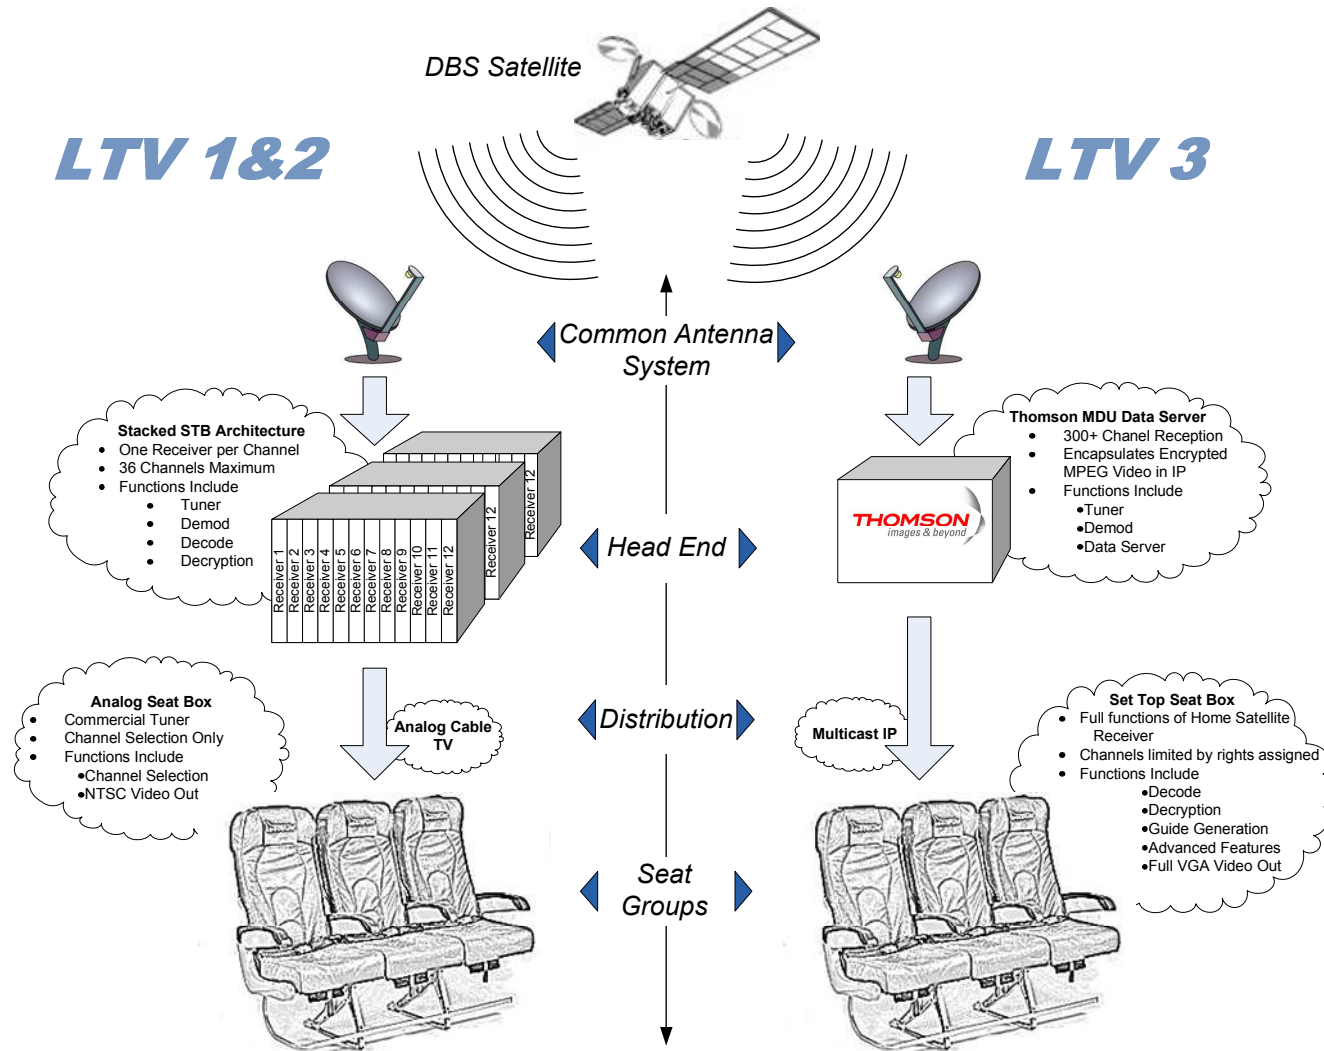 DBS Satellite
LTV 1&2
LTV 3
Common Antenna
System
Stacked STB Architecture
• One Receiver per Channel
• 36 Channels Maximum
• Functions Include
• Tuner
• Demod
• Decode
• Decryption
Receiver 1
Receiver 2
Receiver 3
Receiver 4
Receiver 5
Receiver 6
Receiver 7
Receiver 8
Receiver 9
Receiver 10
Receiver 11
Receiver 12
Receiver 12
Receiver 12
Head End
Thomson MDU Data Server
• 300+ Chanel Reception
• Encapsulates Encrypted
MPEG Video in IP
• Functions Include
•Tuner
•Demod
•Data Server
THOMSON
images & beyond
Analog Seat Box
• Commercial Tuner
• Channel Selection Only
• Functions Include
•Channel Selection
•NTSC Video Out
Analog Cable
TV
Distribution
Multicast IP
Set Top Seat Box
• Full functions of Home Satellite
Receiver
• Channels limited by rights assigned
• Functions Include
•Decode
•Decryption
•Guide Generation
•Advanced Features
•Full VGA Video Out
Seat
Groups